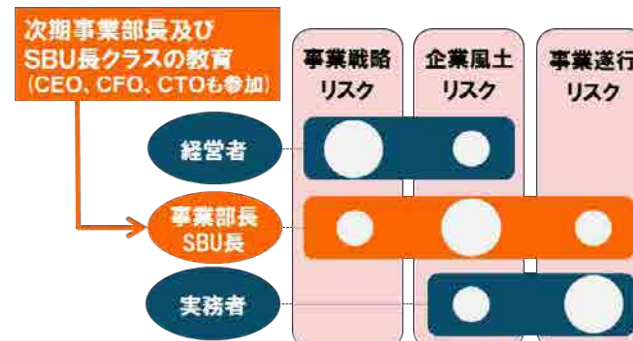 次期事業部長及び
SBU長クラスの教育
(CEO、CFO、CTOも参加)
事業戦略
リスク
企業風土
リスク
事業遂行
リスク
経営者
事業部長
SBU長
実務者